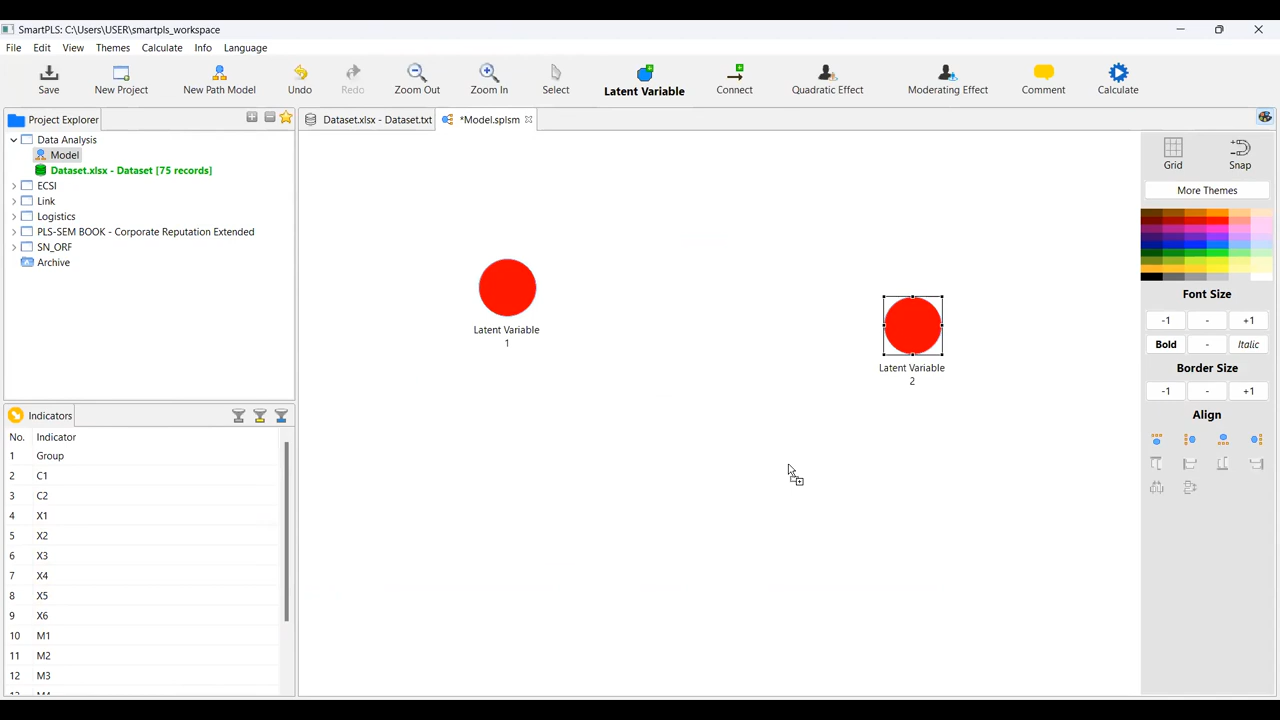 SmartPLS: C:\Users\USER\smartpls_workspace
File Edit View Themes Calculate Info Language
Save New Project New Path Model Undo Redo Zoom Out Zoom In Select Latent Variable Connect Quadratic Effect Moderating Effect Comment Calculate
Project Explorer
Dataset.xlsx - Dataset.txt *Model.splsm
Data Analysis
Model
Dataset.xlsx - Dataset [75 records]
ECSI
Link
Logistics
PLS-SEM BOOK - Corporate Reputation Extended
SN_ORF
Archive
Latent Variable
1
Latent Variable
2
Grid Snap
More Themes
Font Size
-1 - +1
Bold - Italic
Border Size
-1 - +1
Align
Indicators
No. Indicator
1 Group
2 C1
3 C2
4 X1
5 X2
6 X3
7 X4
8 X5
9 X6
10 M1
11 M2
12 M3